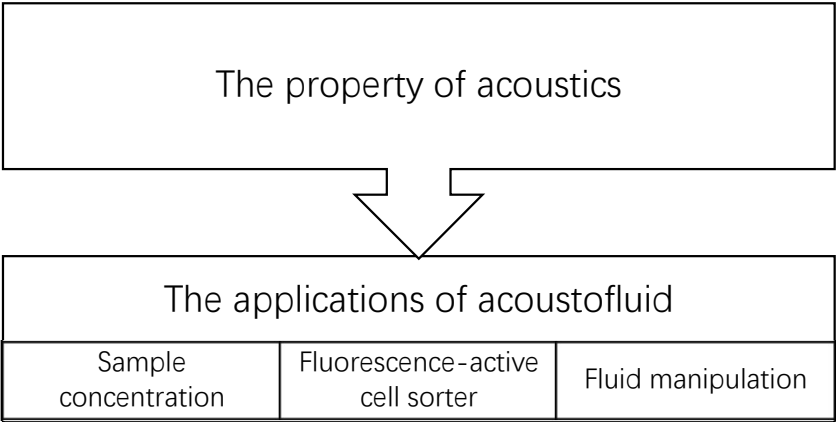 The property of acoustics
The applications of acoustofluid
Sample
concentration
Fluorescence-active
cell sorter
Fluid manipulation